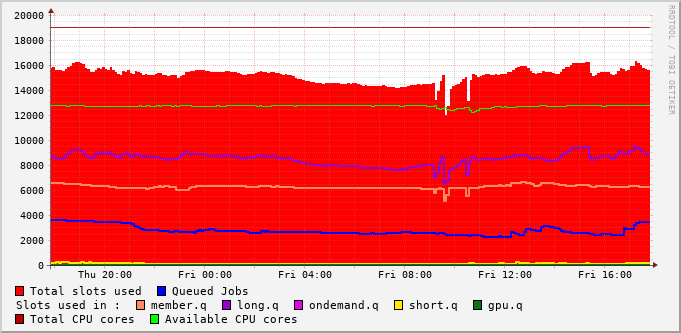 20000
18000
16000
14000
12000
10000
8000
6000
4000
2000
0
Thu 20:00 Fri 00:00 Fri 04:00 Fri 08:00 Fri 12:00 Fri 16:00
RRDTOOL / TOBI OETIKER
Total slots used Queued Jobs
Slots used in : member.q long.q ondemand.q short.q gpu.q
Total CPU cores Available CPU cores